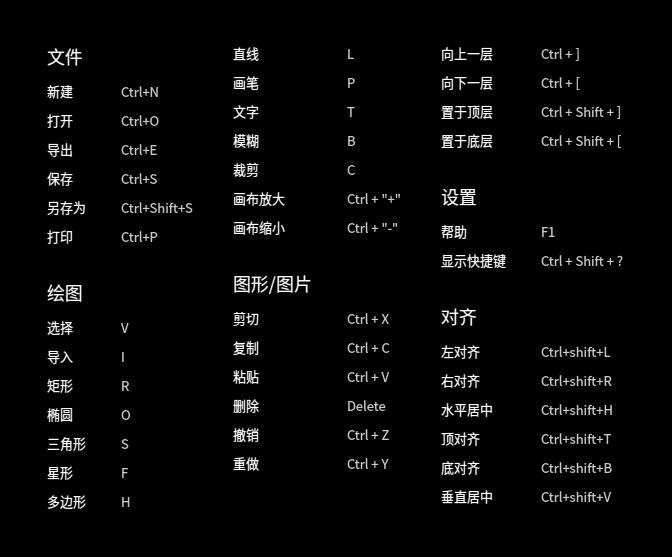 文件
新建 Ctrl+N
打开 Ctrl+O
导出 Ctrl+E
保存 Ctrl+S
另存为 Ctrl+Shift+S
打印 Ctrl+P
绘图
选择 V
导入 I
矩形 R
椭圆 O
三角形 S
星形 F
多边形 H
直线 L
画笔 P
文字 T
模糊 B
裁剪 C
画布放大 Ctrl + "+"
画布缩小 Ctrl + "-"
图形/图片
剪切 Ctrl + X
复制 Ctrl + C
粘贴 Ctrl + V
删除 Delete
撤销 Ctrl + Z
重做 Ctrl + Y
向上一层 Ctrl + ]
向下一层 Ctrl + [
置于顶层 Ctrl + Shift + ]
置于底层 Ctrl + Shift + [
设置
帮助 F1
显示快捷键 Ctrl + Shift + ?
对齐
左对齐 Ctrl+shift+L
右对齐 Ctrl+shift+R
水平居中 Ctrl+shift+H
顶对齐 Ctrl+shift+T
底对齐 Ctrl+shift+B
垂直居中 Ctrl+shift+V